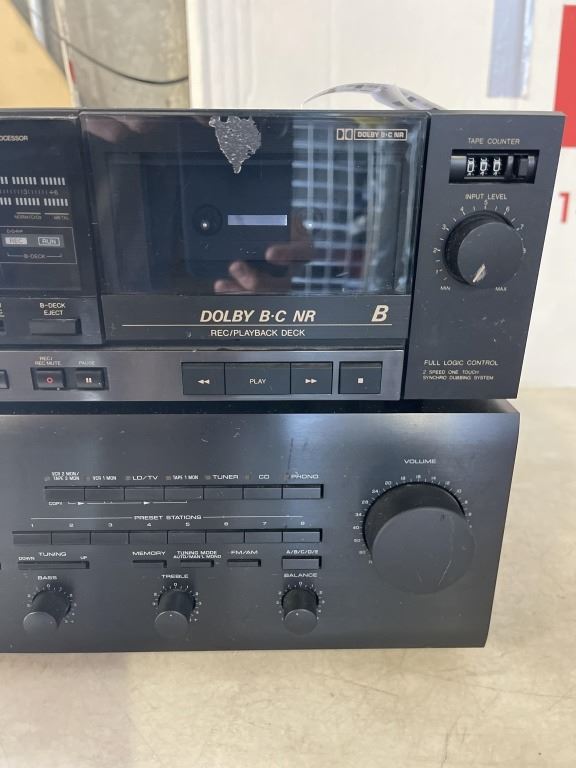 OCESSOR
DOLBY B·C NR
TAPE COUNTER
4 4 4
INPUT LEVEL
MIN MAX
METAL
REC RUN
B-DECK
B-DECK
EJECT
DOLBY B·C NR B
REC/PLAYBACK DECK
REC/
REC MUTE PAUSE
PLAY
FULL LOGIC CONTROL
2 SPEED ONE TOUCH
SYNCHRO DUBBING SYSTEM
VOLUME
VCR 2 MON/
TAPE 2 MON VCR 1 MON LD/TV TAPE 1 MON TUNER CD PHONO
COPY
PRESET STATIONS
1 2 3 4 5 6 7 8
TUNING MEMORY TUNING MODE FM/AM A/B/C/D/E
DOWN UP AUTO/MAN'L MONO
BASS TREBLE BALANCE